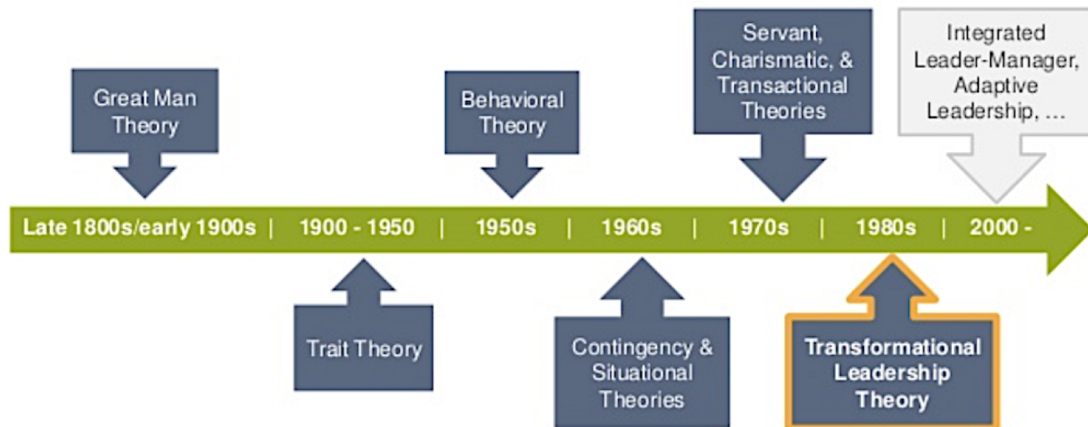 Great Man
Theory
Behavioral
Theory
Servant,
Charismatic, &
Transactional
Theories
Integrated
Leader-Manager,
Adaptive
Leadership, ...
Late 1800s/early 1900s | 1900 - 1950 | 1950s | 1960s | 1970s | 1980s | 2000 -
Trait Theory
Contingency &
Situational
Theories
Transformational
Leadership
Theory